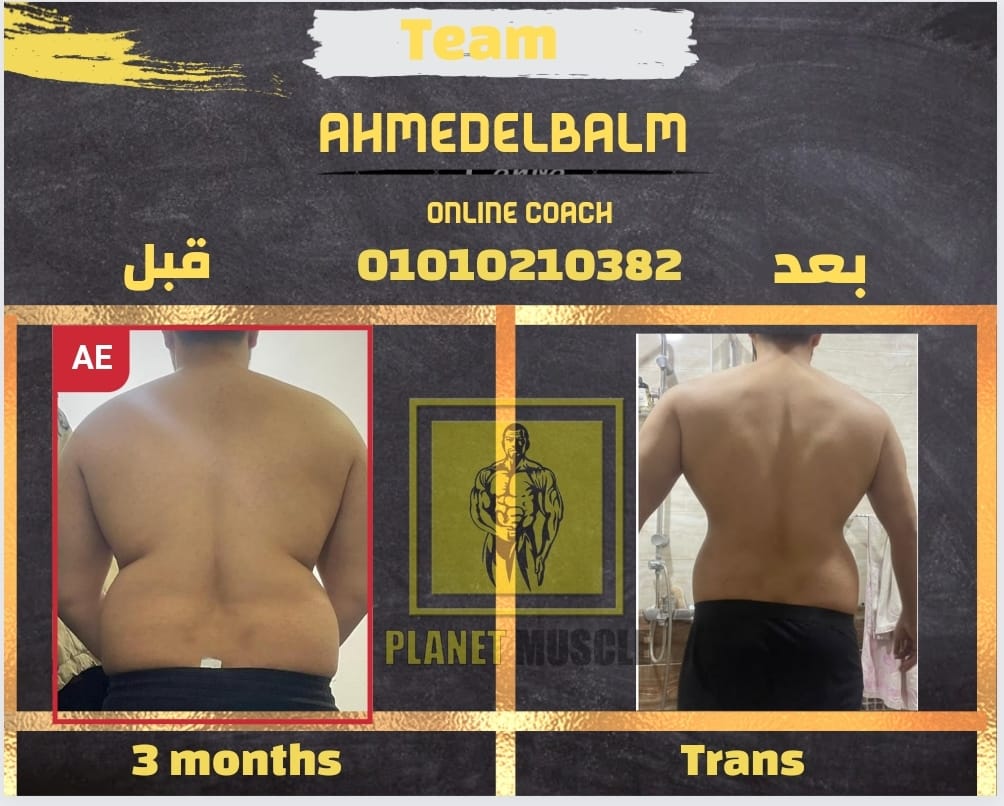 Team
AHMEDELBALM
ONLINE COACH
قبل
01010210382
بعد
AE
PLANET MUSCLE
3 months
Trans